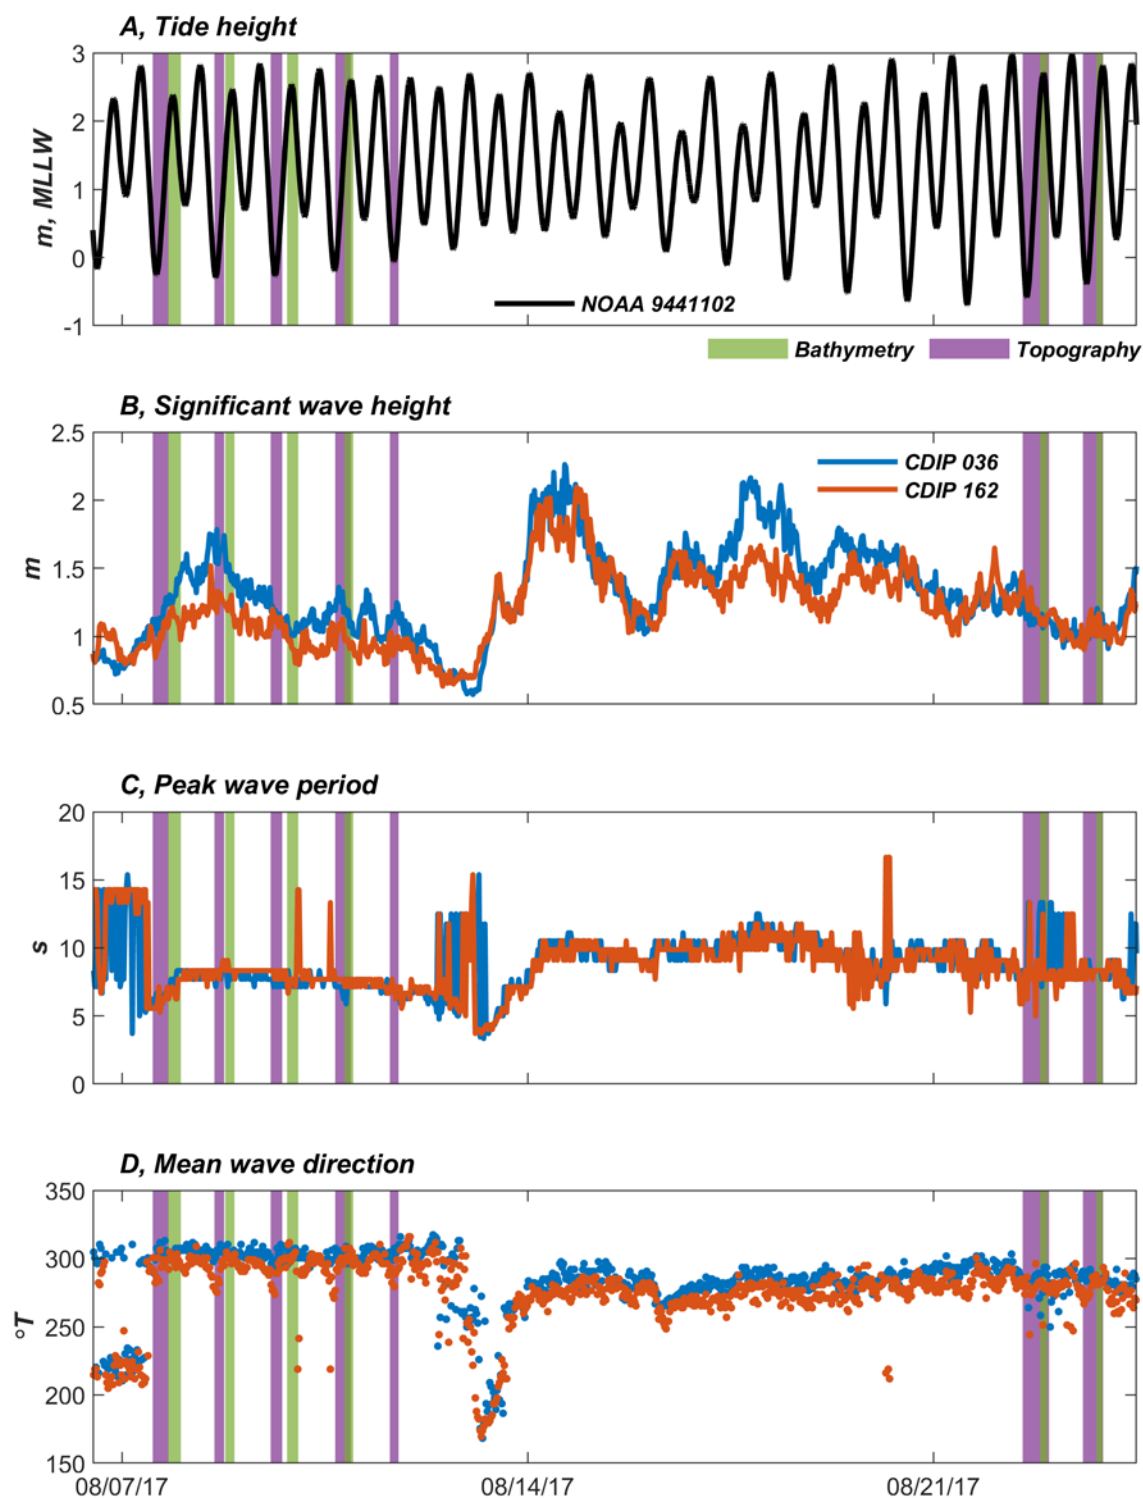 A, Tide height
3
2
1
0
-1
m, MLLW
NOAA 9441102
Bathymetry Topography
B, Significant wave height
2.5
2
1.5
1
0.5
m
CDIP 036
CDIP 162
C, Peak wave period
20
15
10
5
0
s
D, Mean wave direction
350
300
250
200
150
°T
08/07/17 08/14/17 08/21/17